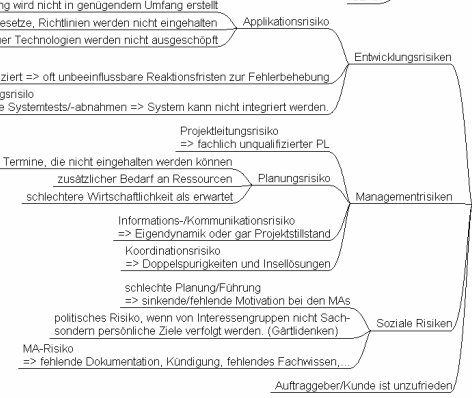 ng wird nicht in genügendem Umfang erstellt
esetze, Richtlinien werden nicht eingehalten
Applikationsrisiko
uer Technologien werden nicht ausgeschöpft
Entwicklungsrisiken
ziert => oft unbeeinflussbare Reaktionsfristen zur Fehlerbehebung
gsrisilo
e Systemtests/-abnahmen => System kann nicht integriert werden.
Projektleitungsrisiko
=> fachlich unqualifizierter PL
Termine, die nicht eingehalten werden können
zusätzlicher Bedarf an Ressourcen
Planungsrisiko
schlechtere Wirtschaftlichkeit als erwartet
Managementrisiken
Informations-/Kommunikationsrisiko
=> Eigendynamik oder gar Projektstillstand
Koordinationsrisiko
=> Doppelspurigkeiten und Insellösungen
schlechte Planung/Führung
=> sinkende/fehlende Motivation bei den MAs
politisches Risiko, wenn von Interessengruppen nicht Sach-
sondern persönliche Ziele verfolgt werden. (Gärtlidenken)
Soziale Risiken
MA-Risiko
=> fehlende Dokumentation, Kündigung, fehlendes Fachwissen,...
Auftraggeber/Kunde ist unzufrieden